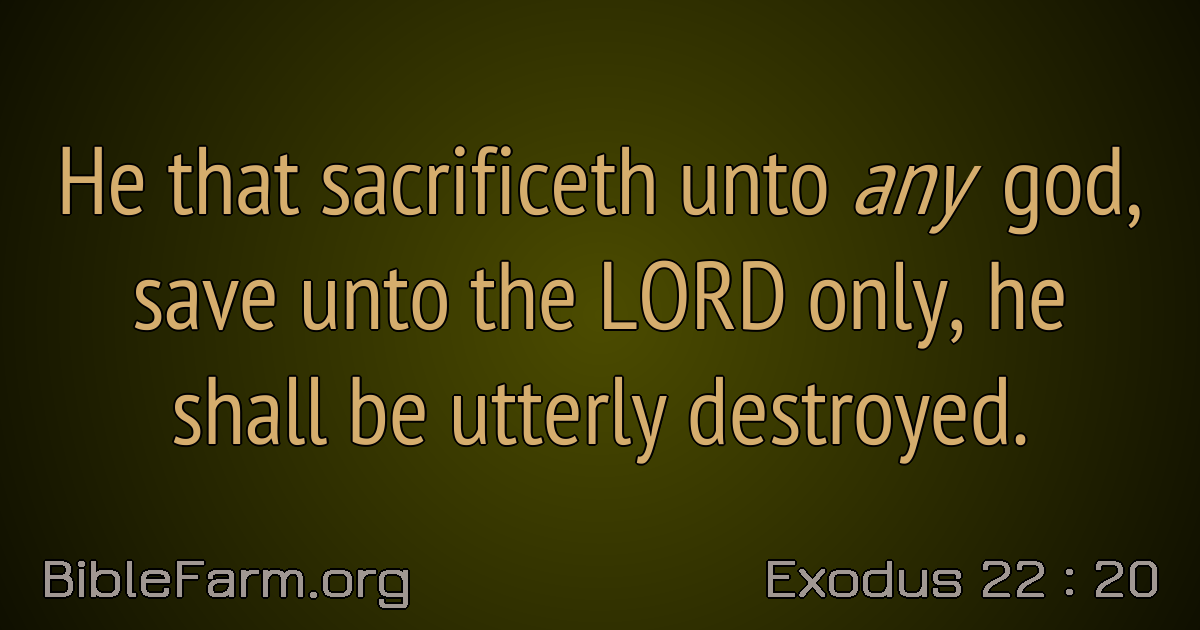 He that sacrificeth unto any god,
save unto the LORD only, he
shall be utterly destroyed.
BibleFarm.org
Exodus 22 : 20